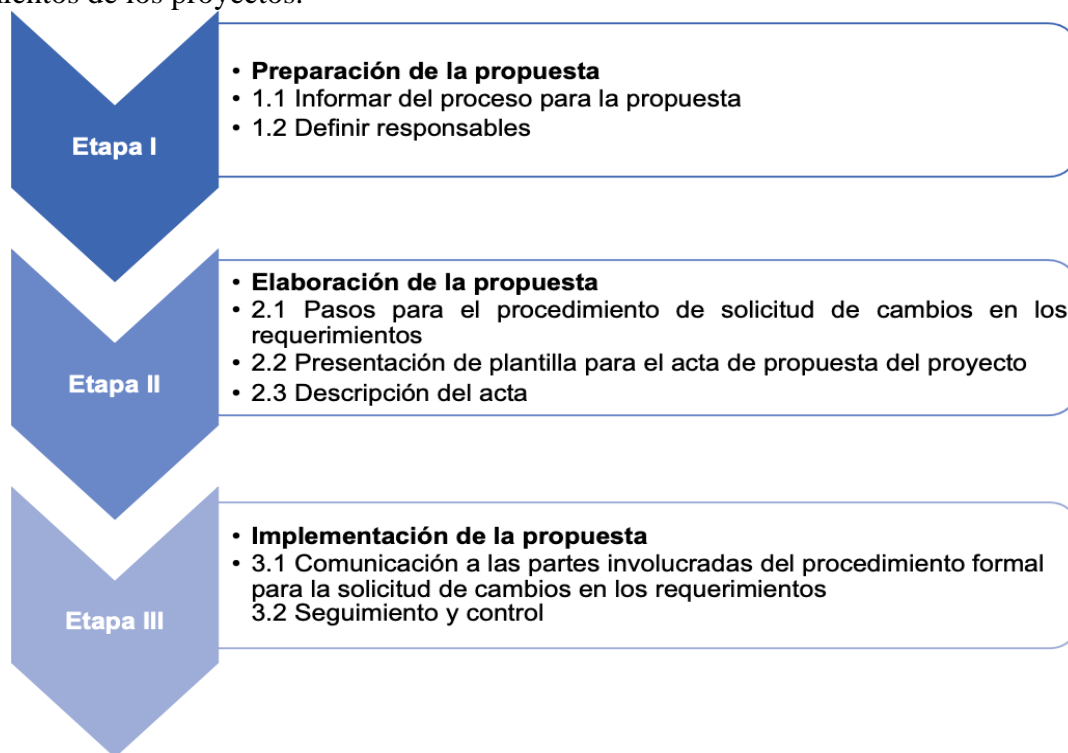 de los proyectos.
• Preparación de la propuesta
• 1.1 Informar del proceso para la propuesta
• 1.2 Definir responsables
Etapa I
• Elaboración de la propuesta
• 2.1 Pasos para el procedimiento de solicitud de cambios en los
requerimientos
• 2.2 Presentación de plantilla para el acta de propuesta del proyecto
• 2.3 Descripción del acta
Etapa II
• Implementación de la propuesta
• 3.1 Comunicación a las partes involucradas del procedimiento formal
para la solicitud de cambios en los requerimientos
3.2 Seguimiento y control
Etapa III